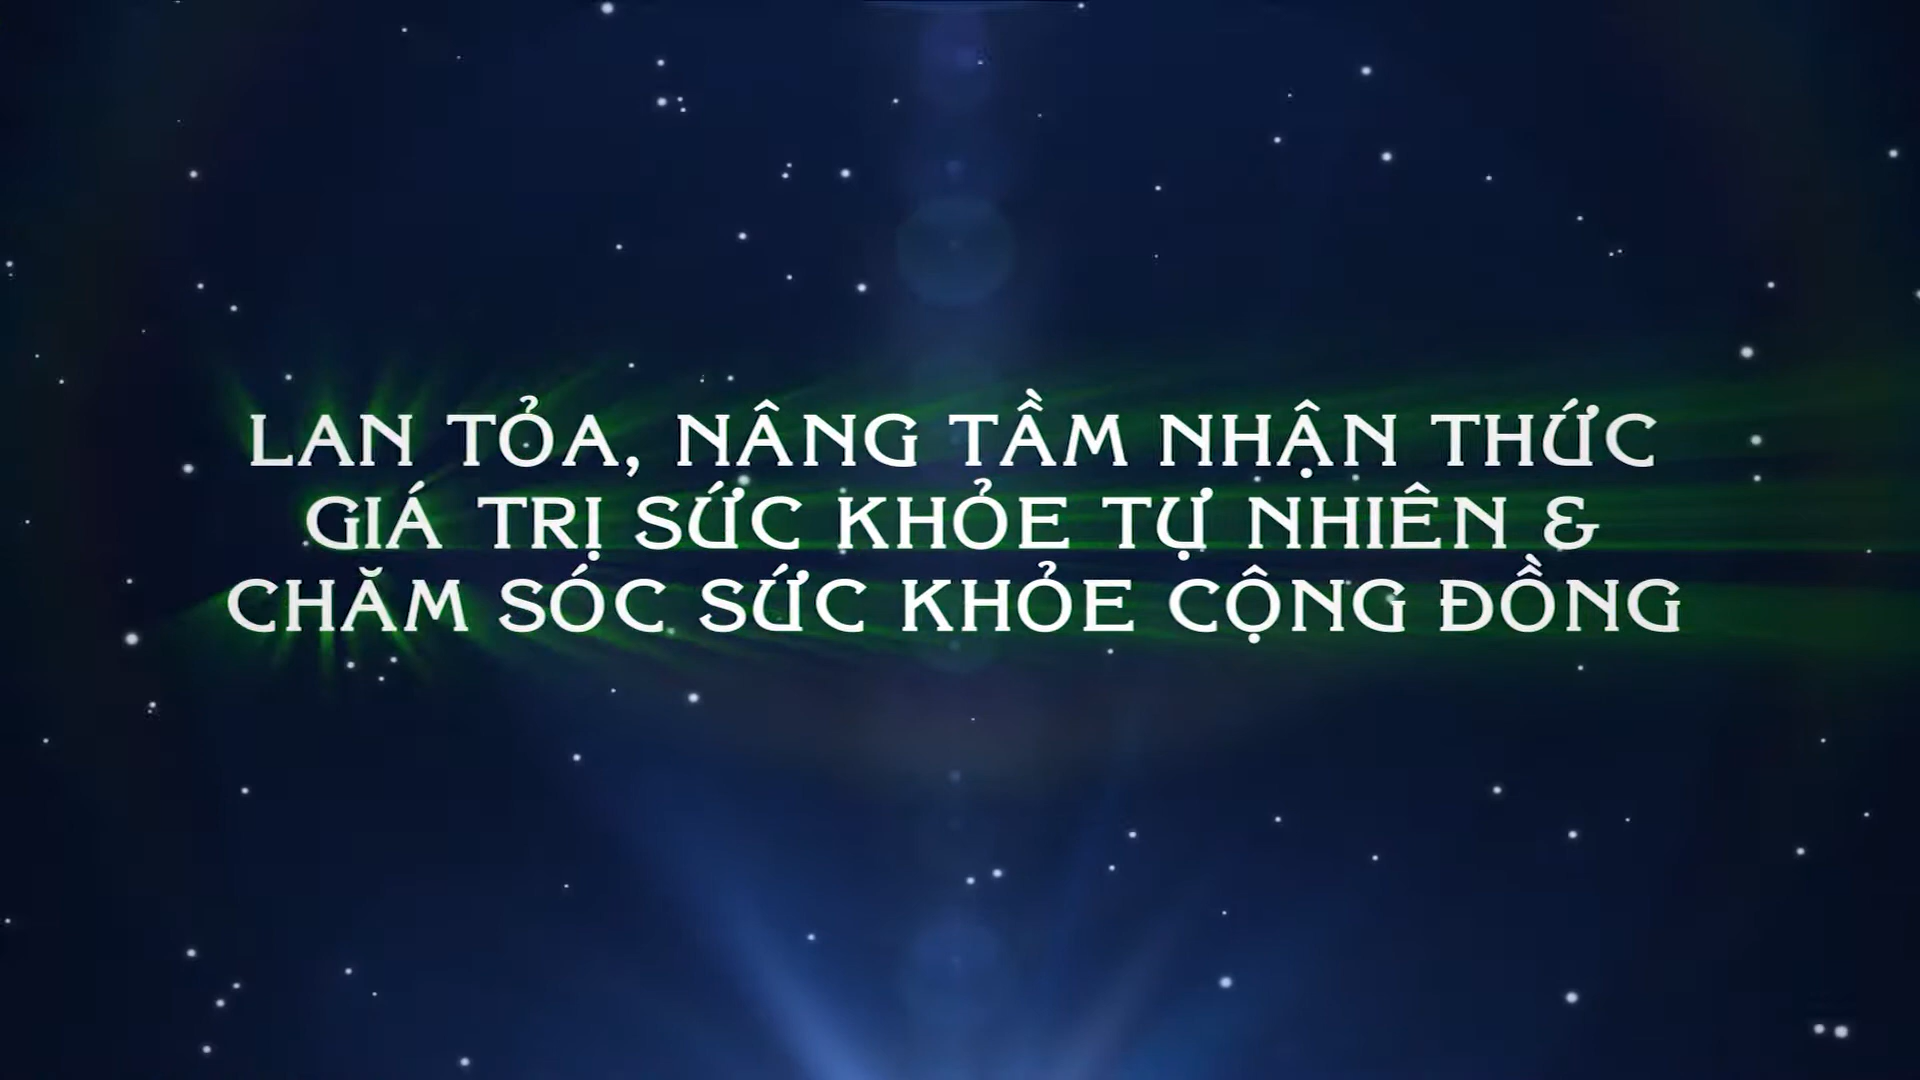 LAN TỎA, NÂNG TẦM NHẬN THỨC
GIÁ TRỊ SỨC KHỎE TỰ NHIÊN &
CHĂM SÓC SỨC KHỎE CỘNG ĐỒNG